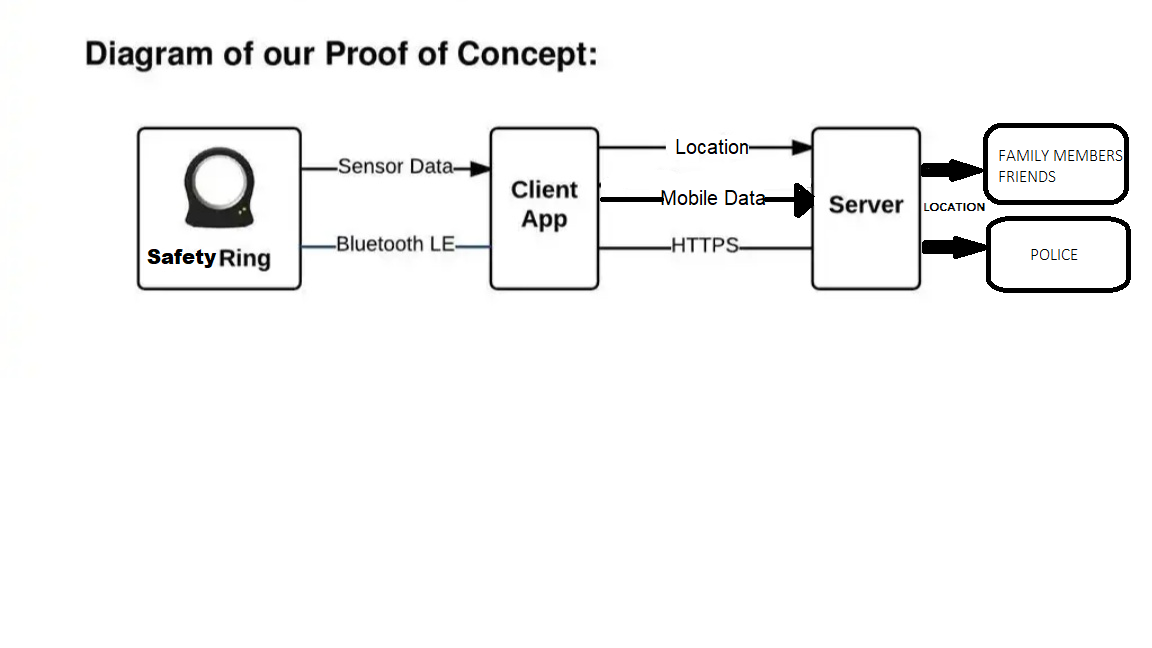 Diagram of our Proof of Concept:
Safety Ring
Sensor Data
Bluetooth LE
Client
App
Location
Mobile Data
HTTPS
Server
LOCATION
FAMILY MEMBERS
FRIENDS
POLICE